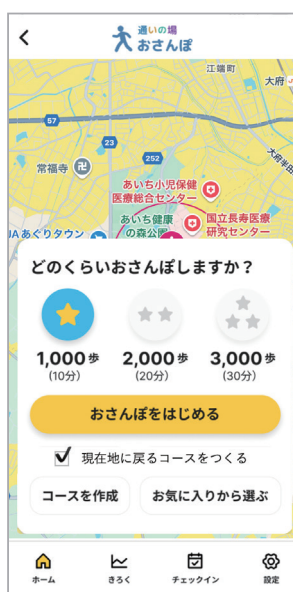 通いの場
おさんぽ
江端町
大府
57
23
252
常福寺
大府半田
あいち小児保健
医療総合センター
あいち健康
の森公園
国立長寿医療
研究センター
JAあぐりタウン
どのくらいおさんぽしますか？
1,000歩 2,000歩 3,000歩
(10分) (20分) (30分)
おさんぽをはじめる
現在地に戻るコースをつくる
コースを作成 お気に入りから選ぶ
ホーム きろく チェックイン 設定